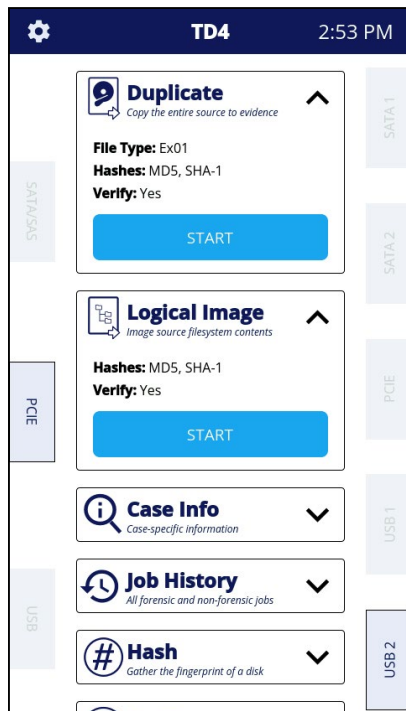 TD4
2:53 PM
Duplicate
Copy the entire source to evidence
File Type: Ex01
Hashes: MD5, SHA-1
Verify: Yes
START
Logical Image
Image source filesystem contents
Hashes: MD5, SHA-1
Verify: Yes
START
Case Info
Case-specific information
Job History
All forensic and non-forensic jobs
#
Hash
Gather the fingerprint of a disk
SATA/SAS
PCIE
USB
SATA 1
SATA 2
PCIE
USB 1
USB 2